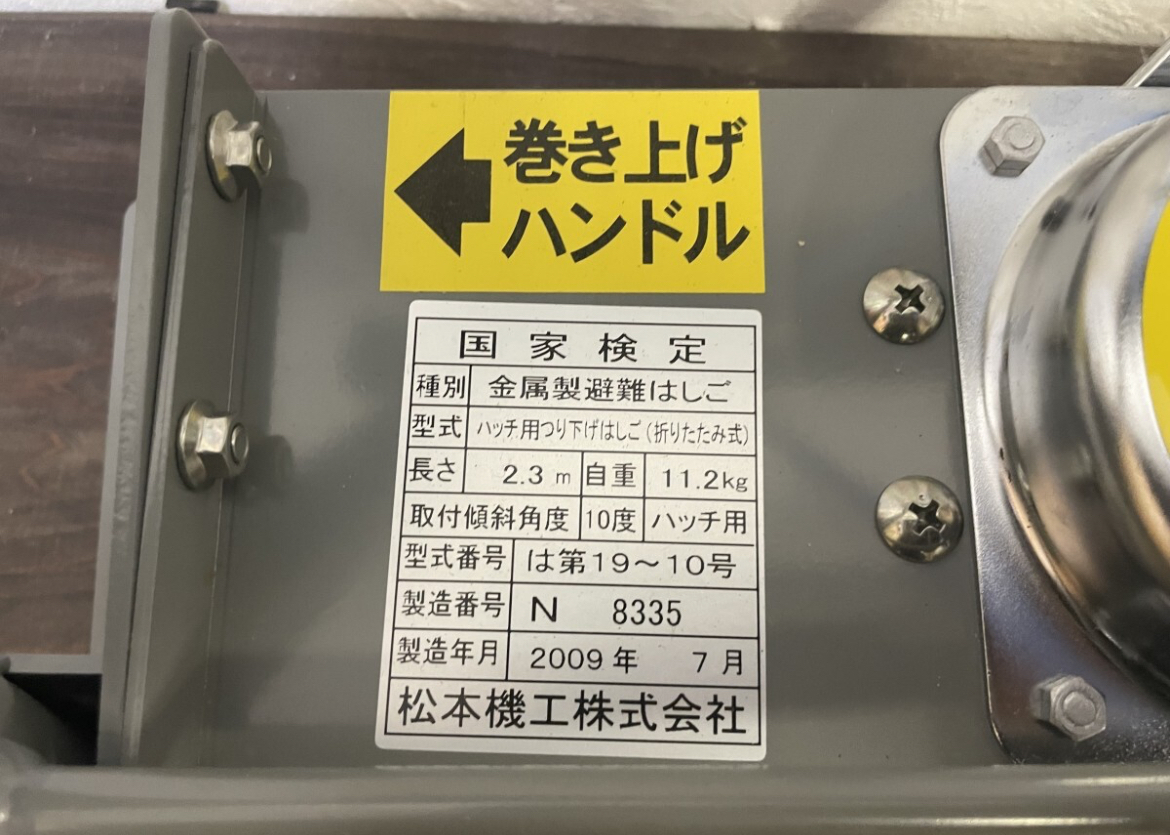 巻き上げ
ハンドル
国家検定
種別 金属製避難はしご
型式 ハッチ用つり下げはしご(折りたたみ式)
長さ 2.3 m 自重 11.2kg
取付傾斜角度 10度 ハッチ用
型式番号 は第19～10号
製造番号 N 8335
製造年月 2009年 7月
松本機工株式会社